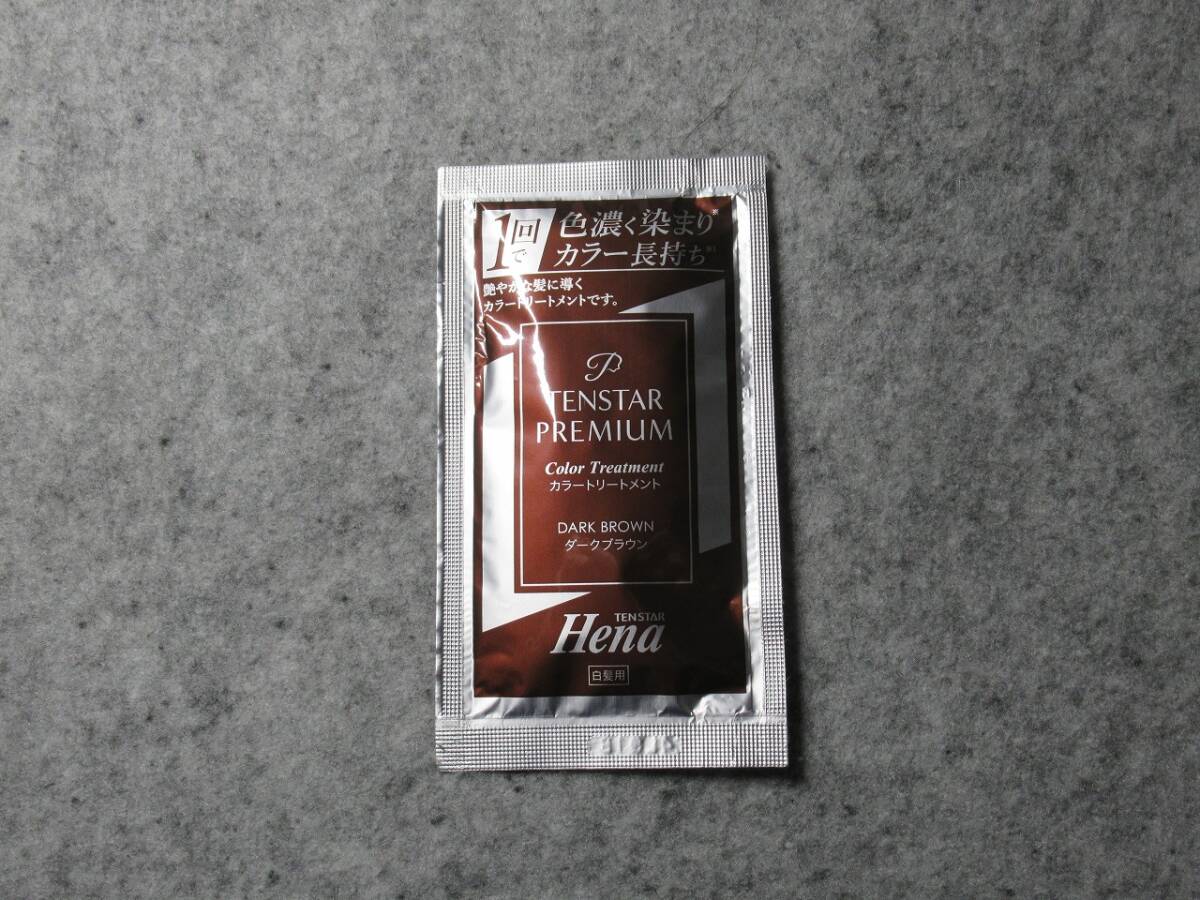 1回で
色濃く染まり※
カラー長持ち※1
艶やかな髪に導く
カラートリートメントです。
P
TENSTAR
PREMIUM
Color Treatment
カラートリートメント
DARK BROWN
ダークブラウン
TENSTAR
Hena
白髪用